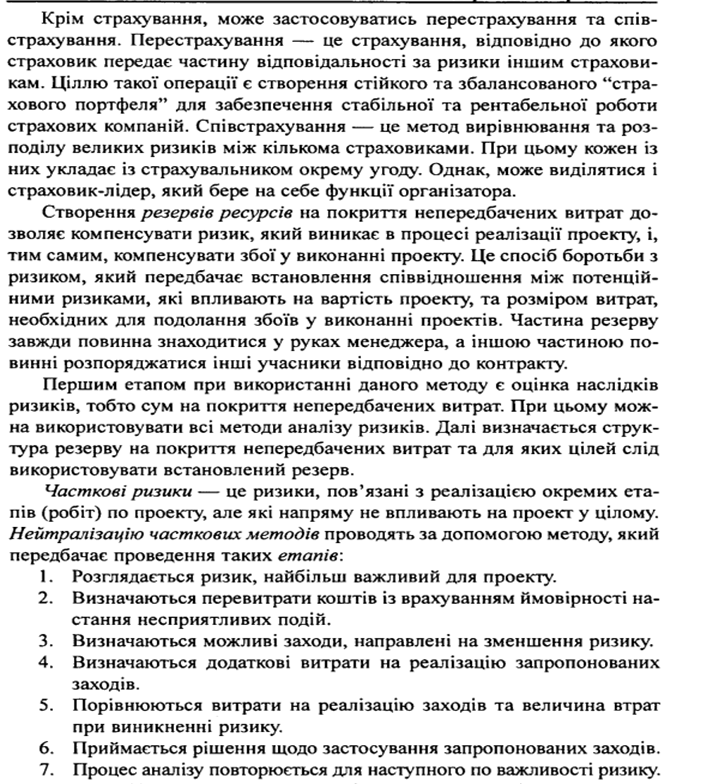 Крім страхування, може застосовуватись перестрахування та спів-
страхування. Перестрахування — це страхування, відповідно до якого
страховик передає частину відповідальності за ризики іншим страхови-
кам. Ціллю такої операції є створення стійкого та збалансованого “стра-
хового портфеля” для забезпечення стабільної та рентабельної роботи
страхових компаній. Співстрахування — це метод вирівнювання та роз-
поділу великих ризиків між кількома страховиками. При цьому кожен із
них укладає із страхувальником окрему угоду. Однак, може виділятися і
страховик-лідер, який бере на себе функції організатора.
Створення резервів ресурсів на покриття непередбачених витрат до-
зволяє компенсувати ризик, який виникає в процесі реалізації проекту, і,
тим самим, компенсувати збої у виконанні проекту. Це спосіб боротьби з
ризиком, який передбачає встановлення співвідношення між потенцій-
ними ризиками, які впливають на вартість проекту, та розміром витрат,
необхідних для подолання збоїв у виконанні проектів. Частина резерву
завжди повинна знаходитися у руках менеджера, а іншою частиною по-
винні розпоряджатися інші учасники відповідно до контракту.
Першим етапом при використанні даного методу є оцінка наслідків
ризиків, тобто сум на покриття непередбачених витрат. При цьому мож-
на використовувати всі методи аналізу ризиків. Далі визначається струк-
тура резерву на покриття непередбачених витрат та для яких цілей слід
використовувати встановлений резерв.
Часткові ризики — це ризики, пов’язані з реалізацією окремих ета-
пів (робіт) по проекту, але які напряму не впливають на проект у цілому.
Нейтралізацію часткових методів проводять за допомогою методу, який
передбачає проведення таких етапів:
1. Розглядається ризик, найбільш важливий для проекту.
2. Визначаються перевитрати коштів із врахуванням ймовірності на-
стання несприятливих подій.
3. Визначаються можливі заходи, направлені на зменшення ризику.
4. Визначаються додаткові витрати на реалізацію запропонованих
заходів.
5. Порівнюються витрати на реалізацію заходів та величина втрат
при виникненні ризику.
6. Приймається рішення щодо застосування запропонованих заходів.
7. Процес аналізу повторюється для наступного по важливості ризику.